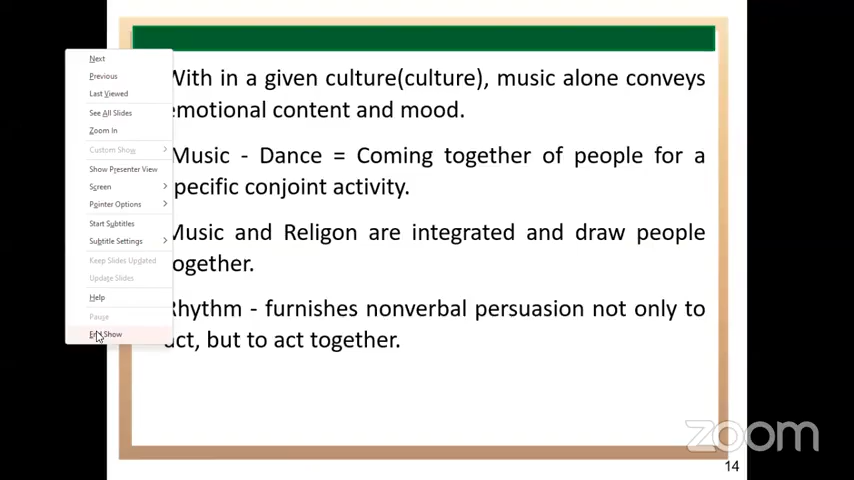 Next
Previous
Last Viewed
See All Slides
Zoom In
Custom Show
Show Presenter View
Screen
Pointer Options
Start Subtitles
Subtitle Settings
Keep Slides Updated
Update Slides
Help
Pause
End Show
With in a given culture(culture), music alone conveys
emotional content and mood.
Music - Dance = Coming together of people for a
specific conjoint activity.
Music and Religon are integrated and draw people
together.
Rhythm - furnishes nonverbal persuasion not only to
act, but to act together.
zoom
14